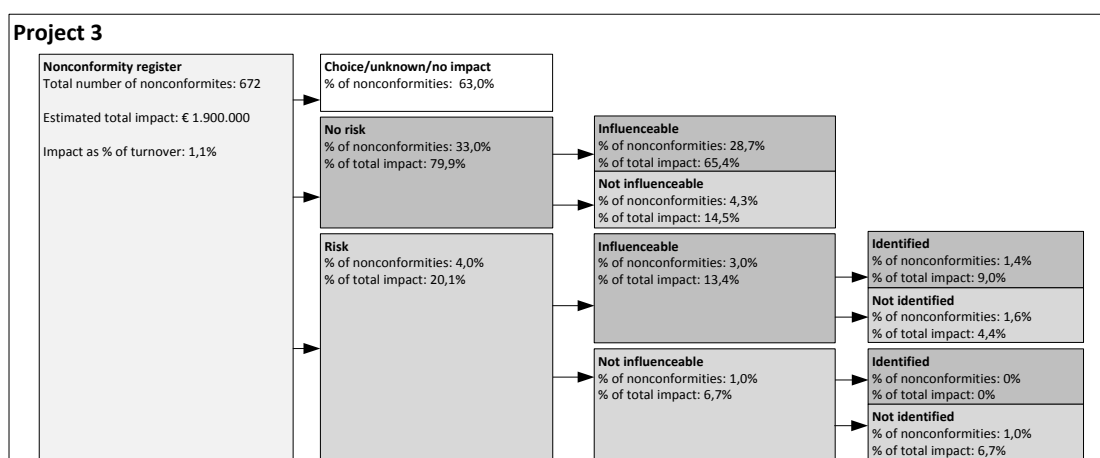 Project 3
Nonconformity register
Total number of nonconformites: 672
Estimated total impact: € 1.900.000
Impact as % of turnover: 1,1%
Choice/unknown/no impact
% of nonconformities: 63,0%
No risk
% of nonconformities: 33,0%
% of total impact: 79,9%
Influenceable
% of nonconformities: 28,7%
% of total impact: 65,4%
Not influenceable
% of nonconformities: 4,3%
% of total impact: 14,5%
Risk
% of nonconformities: 4,0%
% of total impact: 20,1%
Influenceable
% of nonconformities: 3,0%
% of total impact: 13,4%
Identified
% of nonconformities: 1,4%
% of total impact: 9,0%
Not identified
% of nonconformities: 1,6%
% of total impact: 4,4%
Not influenceable
% of nonconformities: 1,0%
% of total impact: 6,7%
Identified
% of nonconformities: 0%
% of total impact: 0%
Not identified
% of nonconformities: 1,0%
% of total impact: 6,7%